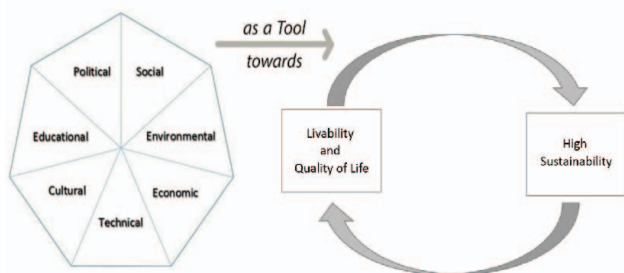 as a Tool
towards
Political
Social
Educational
Environmental
Cultural
Economic
Technical
Livability
and
Quality of Life
High
Sustainability